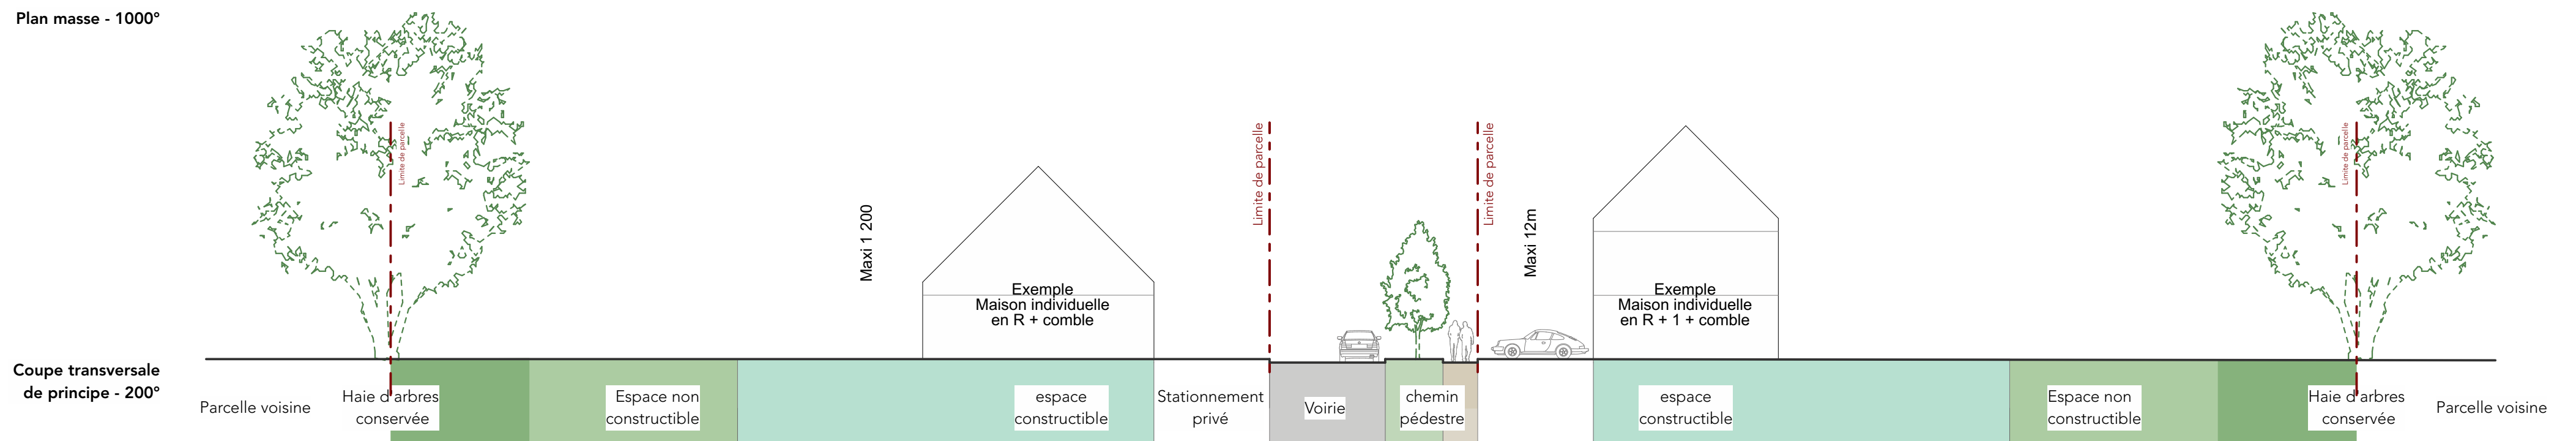 Plan masse - 1000°
Limite de parcelle
Maxi 1 200
Exemple
Maison individuelle
en R + comble
Limite de parcelle
Limite de parcelle
Maxi 12m
Exemple
Maison individuelle
en R + 1 + comble
Limite de parcelle
Coupe transversale
de principe - 200°
Parcelle voisine
Haie d'arbres
conservée
Espace non
constructible
espace
constructible
Stationnement
privé
Voirie
chemin
pédestre
espace
constructible
Espace non
constructible
Haie d'arbres
conservée
Parcelle voisine